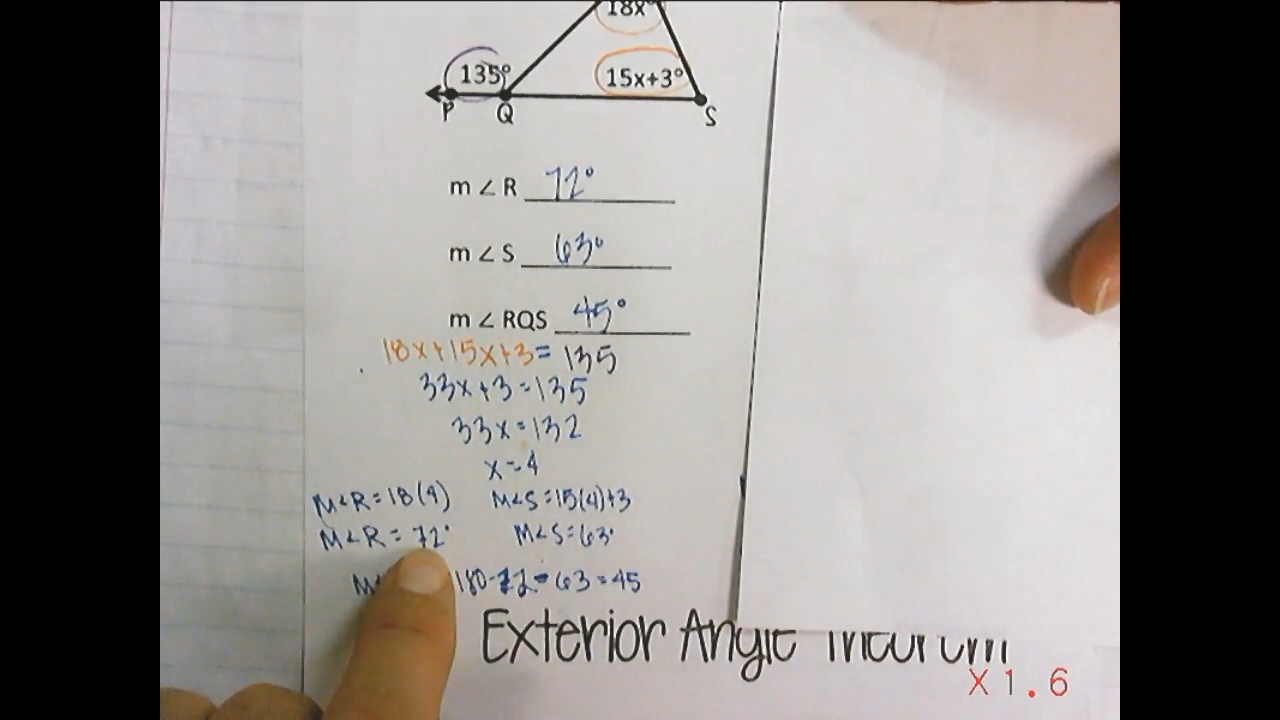 18x°
135°
15x+3°
P
Q
S
m∠R 72°
m∠S 63°
m∠RQS 45°
18x+15x+3=135
33x+3=135
33x=132
x=4
m∠R=18(4) m∠S=15(4)+3
m∠R=72° m∠S=63°
180-72-63=45
Exterior Angle Theorem
X1.6